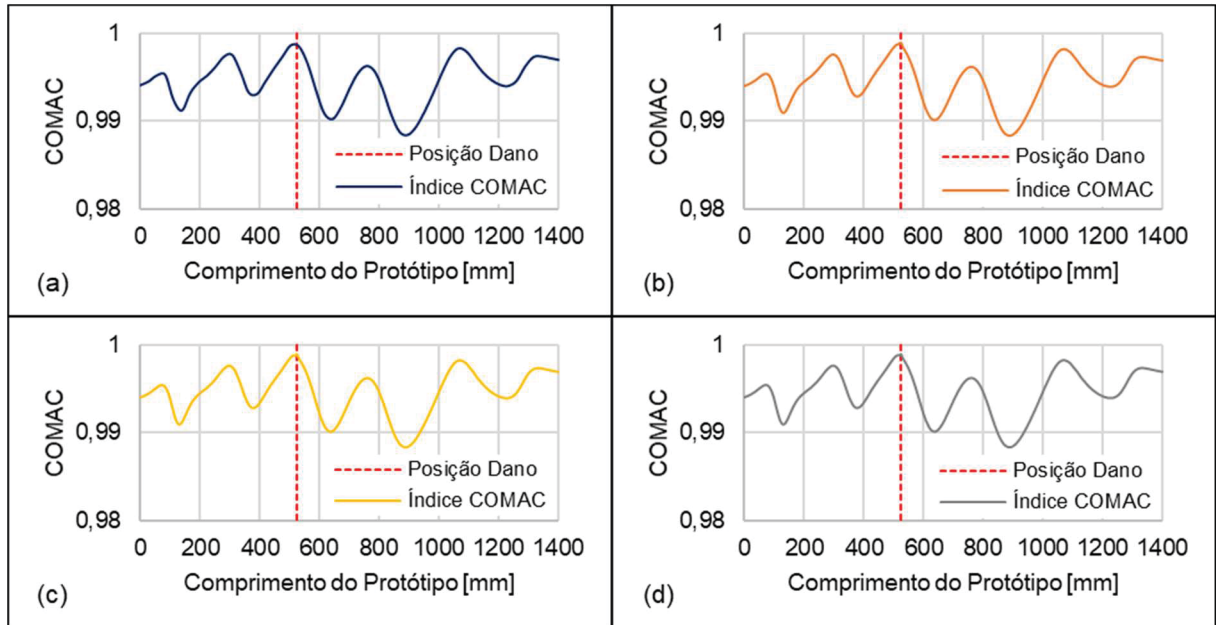 1
0,99
0,98
COMAC
Posição Dano
Índice COMAC
0 200 400 600 800 1000 1200 1400
Comprimento do Protótipo [mm]
(a)
1
0,99
0,98
COMAC
Posição Dano
Índice COMAC
0 200 400 600 800 1000 1200 1400
Comprimento do Protótipo [mm]
(b)
1
0,99
0,98
COMAC
Posição Dano
Índice COMAC
0 200 400 600 800 1000 1200 1400
Comprimento do Protótipo [mm]
(c)
1
0,99
0,98
COMAC
Posição Dano
Índice COMAC
0 200 400 600 800 1000 1200 1400
Comprimento do Protótipo [mm]
(d)